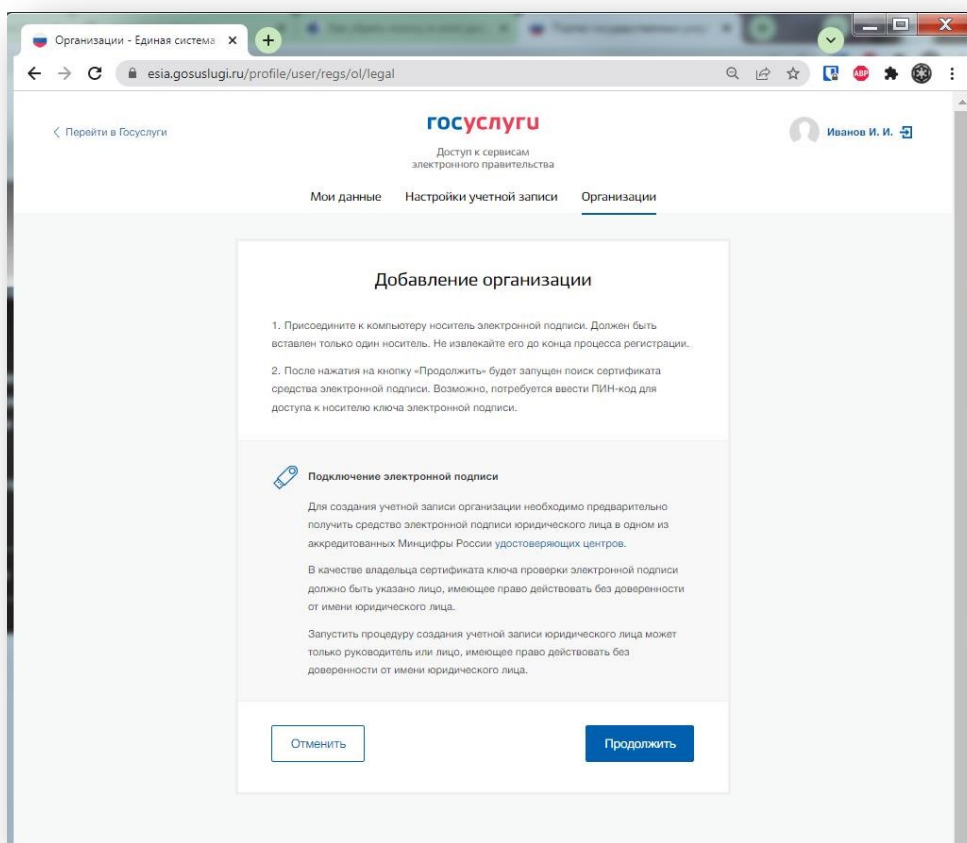 Организации - Единая система
esia.gosuslugi.ru/profile/user/regs/ol/legal
ABP
Перейти в Госуслуги
госуслуги
Иванов И. И.
Доступ к сервисам
электронного правительства
Мои данные Настройки учетной записи Организации
Добавление организации
1. Присоедините к компьютеру носитель электронной подписи. Должен быть
вставлен только один носитель. Не извлекайте его до конца процесса регистрации.
2. После нажатия на кнопку «Продолжить» будет запущен поиск сертификата
средства электронной подписи. Возможно, потребуется ввести ПИН-код для
доступа к носителю ключа электронной подписи.
Подключение электронной подписи
Для создания учетной записи организации необходимо предварительно
получить средство электронной подписи юридического лица в одном из
аккредитованных Минцифры России удостоверяющих центров.
В качестве владельца сертификата ключа проверки электронной подписи
должно быть указано лицо, имеющее право действовать без доверенности
от имени юридического лица.
Запустить процедуру создания учетной записи юридического лица может
только руководитель или лицо, имеющее право действовать без
доверенности от имени юридического лица.
Отменить Продолжить